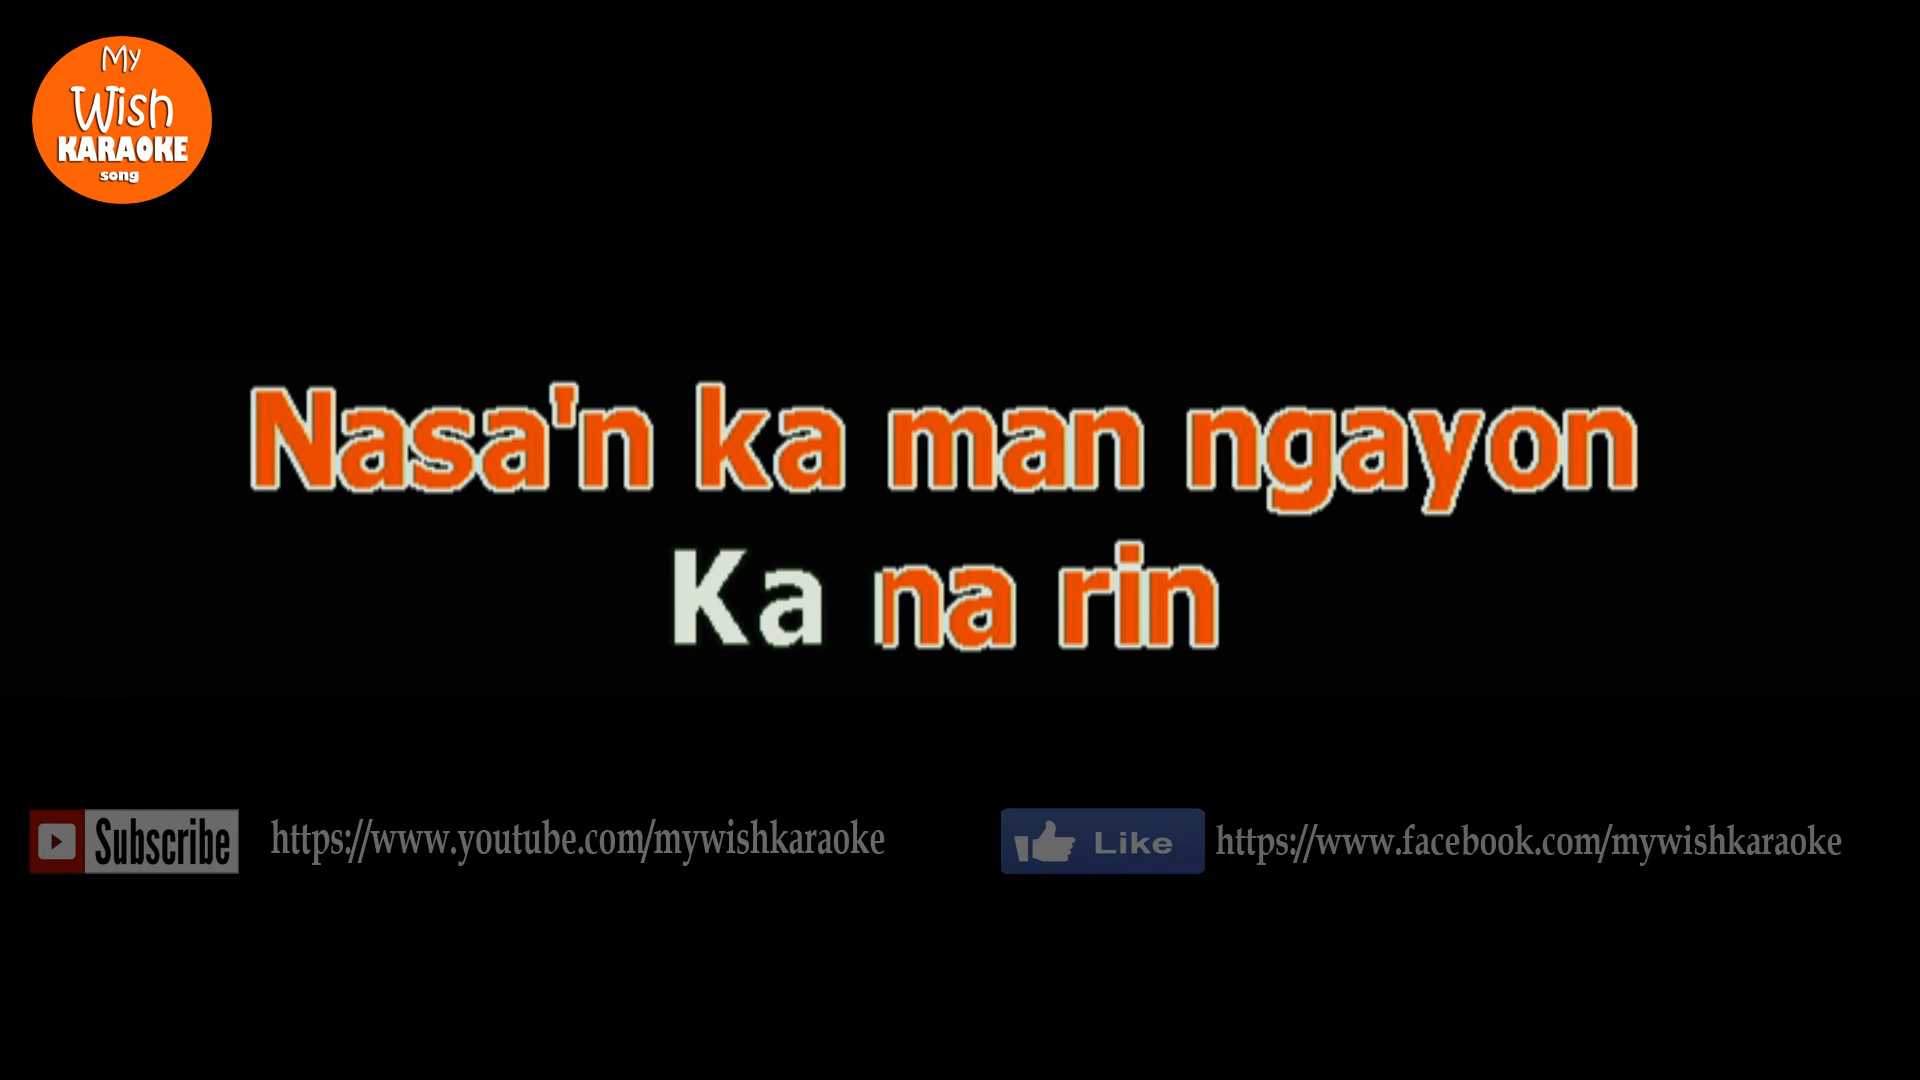 My
Wish
KARAOKE
song
Nasa'n ka man ngayon
Ka na rin
Subscribe https://www.youtube.com/mywishkaraoke
Like https://www.facebook.com/mywishkaraoke